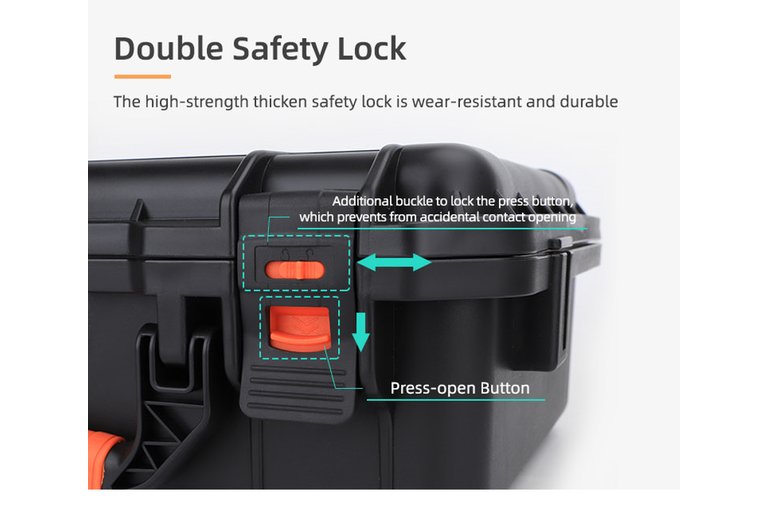 Double Safety Lock
The high-strength thicken safety lock is wear-resistant and durable
Additional buckle to lock the press button,
which prevents from accidental contact opening
Press-open Button